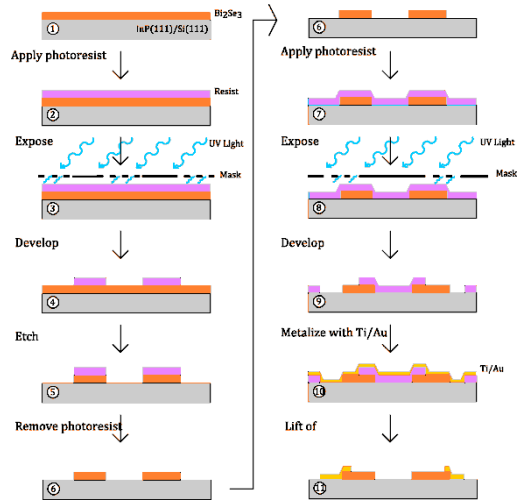 Bi2Se3
InP(111)/Si(111)
1
Apply photoresist
Resist
2
Expose
UV Light
Mask
3
Develop
4
Etch
5
Remove photoresist
6
6
Apply photoresist
7
Expose
UV Light
Mask
8
Develop
9
Metalize with Ti/Au
Ti/Au
10
Lift of
11